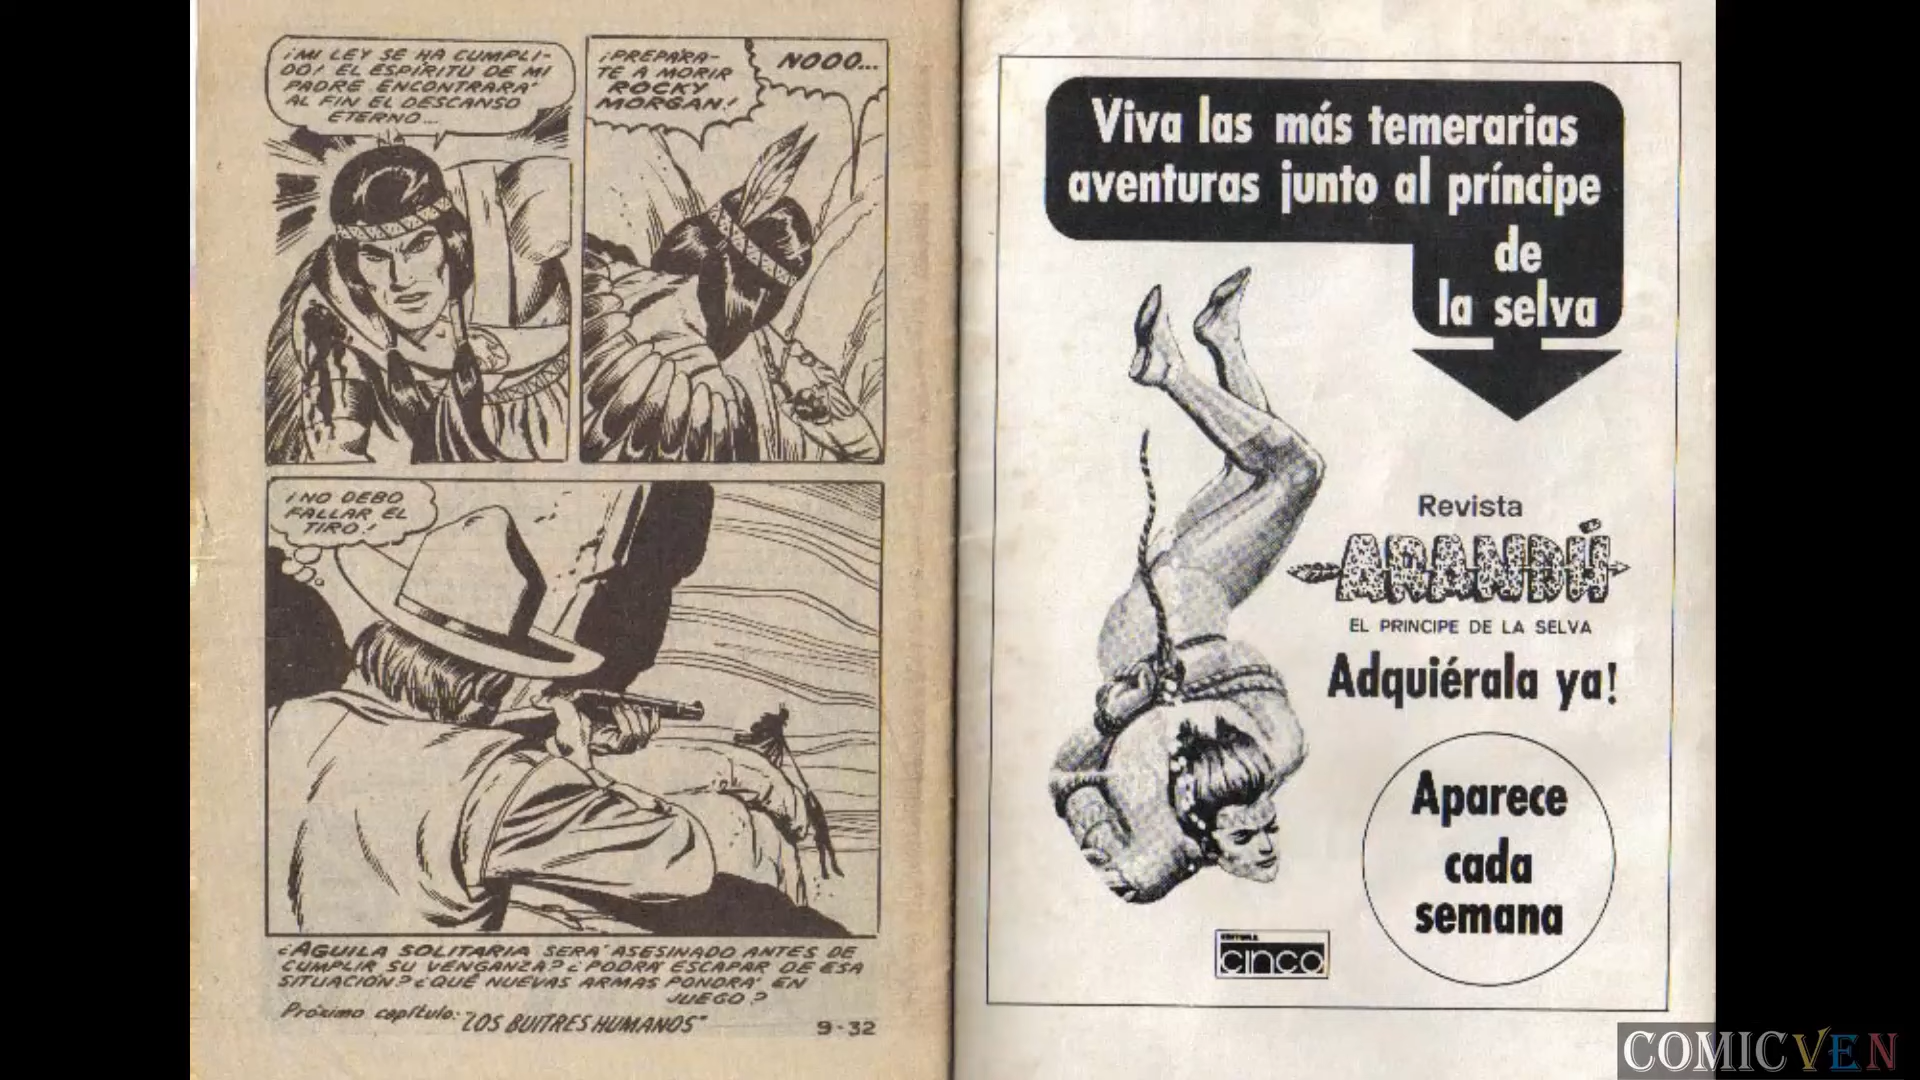 ¡MI LEY SE HA CUMPLI-
DO! EL ESPÍRITU DE MI
PADRE ENCONTRARÁ
AL FIN EL DESCANSO
ETERNO...
¡PREPÁRA-
TE A MORIR
ROCKY
MORGAN!
NOOO...
¡NO DEBO
FALLAR EL
TIRO!
¿AGUILA SOLITARIA SERÁ ASESINADO ANTES DE
CUMPLIR SU VENGANZA? ¿PODRÁ ESCAPAR DE ESA
SITUACIÓN? ¿QUÉ NUEVAS ARMAS PONDRÁ EN
JUEGO?
Próximo capítulo: "LOS BUITRES HUMANOS"
9-32
Viva las más temerarias
aventuras junto al príncipe
de
la selva
Revista
ARANDÚ
EL PRINCIPE DE LA SELVA
Adquiérala ya!
Aparece
cada
semana
EDITORA
cinco
COMICVEN